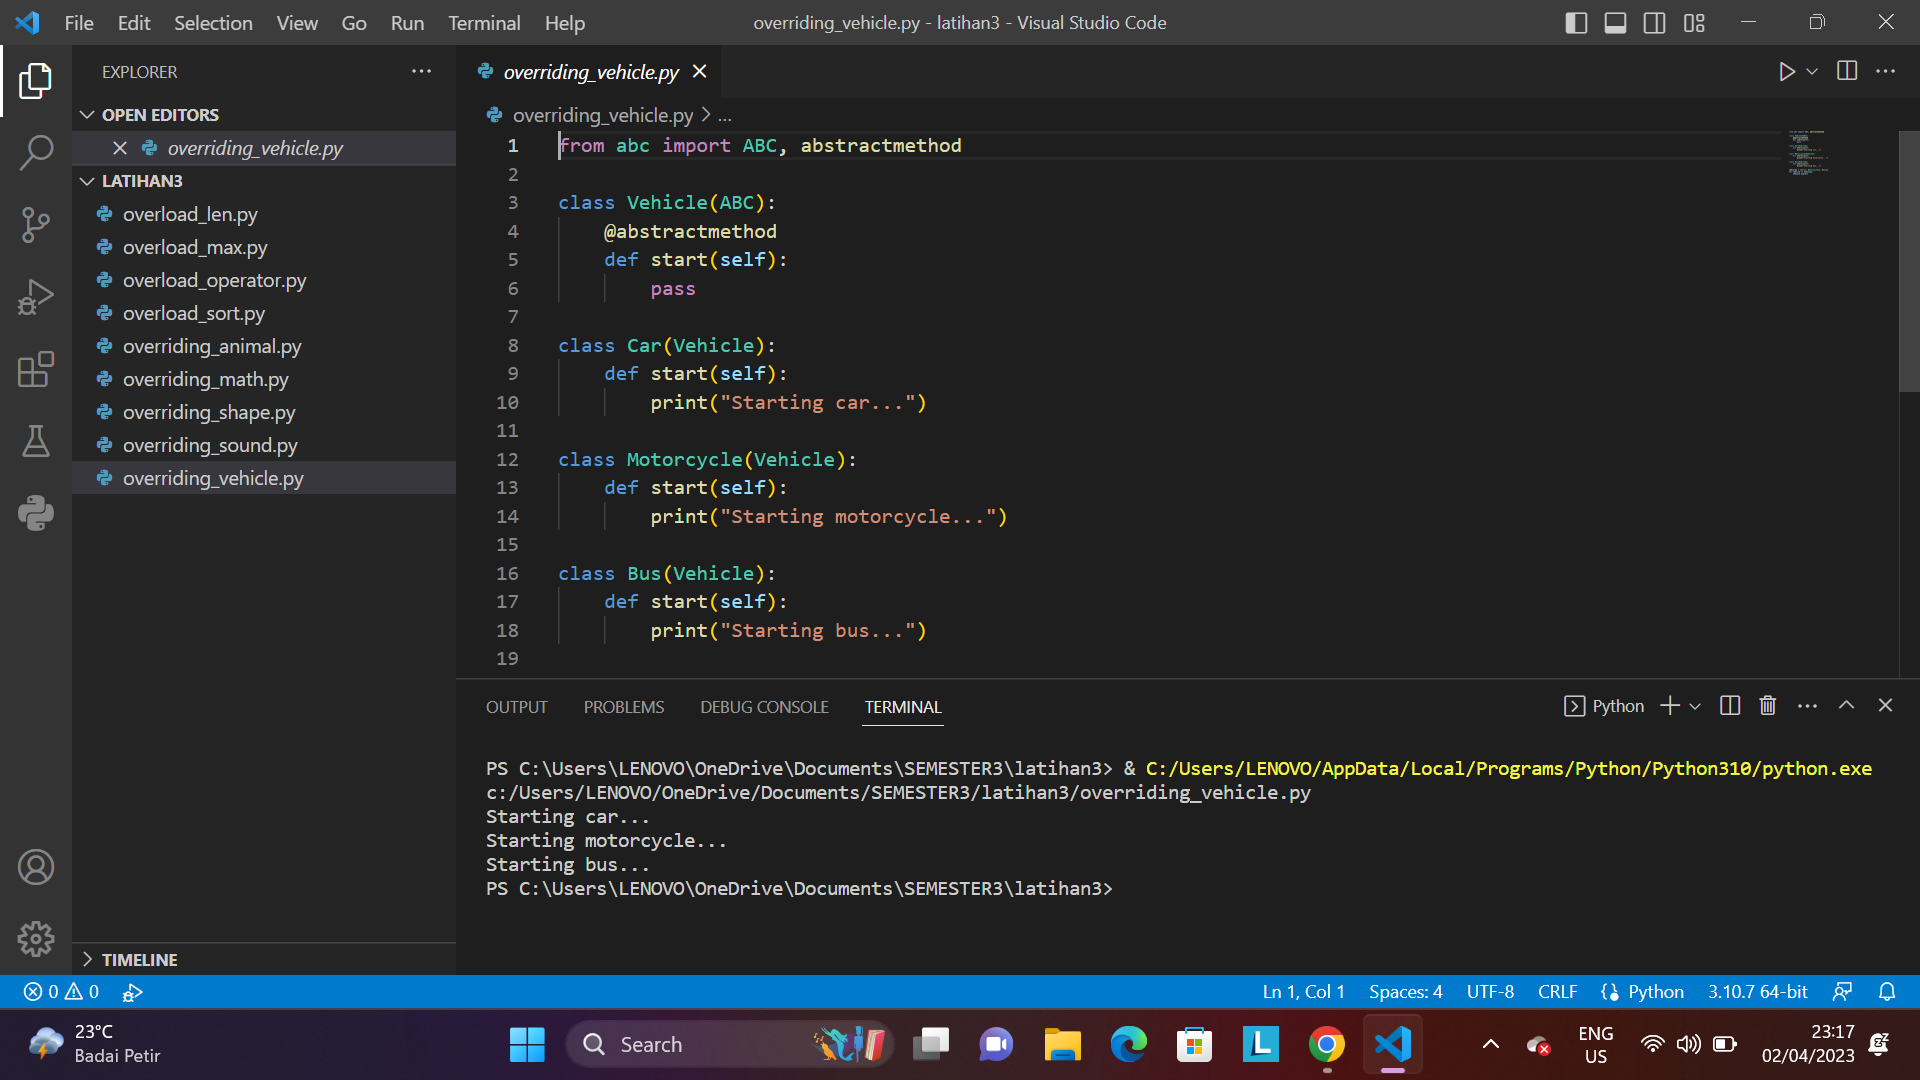 File Edit Selection View Go Run Terminal Help
overriding_vehicle.py - latihan3 - Visual Studio Code
EXPLORER
OPEN EDITORS
overriding_vehicle.py
LATIHAN3
overload_len.py
overload_max.py
overload_operator.py
overload_sort.py
overriding_animal.py
overriding_math.py
overriding_shape.py
overriding_sound.py
overriding_vehicle.py
TIMELINE
overriding_vehicle.py
overriding_vehicle.py > ...
1 from abc import ABC, abstractmethod
2
3 class Vehicle(ABC):
4     @abstractmethod
5     def start(self):
6         pass
7
8 class Car(Vehicle):
9     def start(self):
10         print("Starting car...")
11
12 class Motorcycle(Vehicle):
13     def start(self):
14         print("Starting motorcycle...")
15
16 class Bus(Vehicle):
17     def start(self):
18         print("Starting bus...")
19
OUTPUT PROBLEMS DEBUG CONSOLE TERMINAL
Python
PS C:\Users\LENOVO\OneDrive\Documents\SEMESTER3\latihan3> & C:/Users/LENOVO/AppData/Local/Programs/Python/Python310/python.exe
c:/Users/LENOVO/OneDrive/Documents/SEMESTER3/latihan3/overriding_vehicle.py
Starting car...
Starting motorcycle...
Starting bus...
PS C:\Users\LENOVO\OneDrive\Documents\SEMESTER3\latihan3>
0 0
Ln 1, Col 1 Spaces: 4 UTF-8 CRLF Python 3.10.7 64-bit
23°C
Badai Petir
Search
L
ENG
US
23:17
02/04/2023